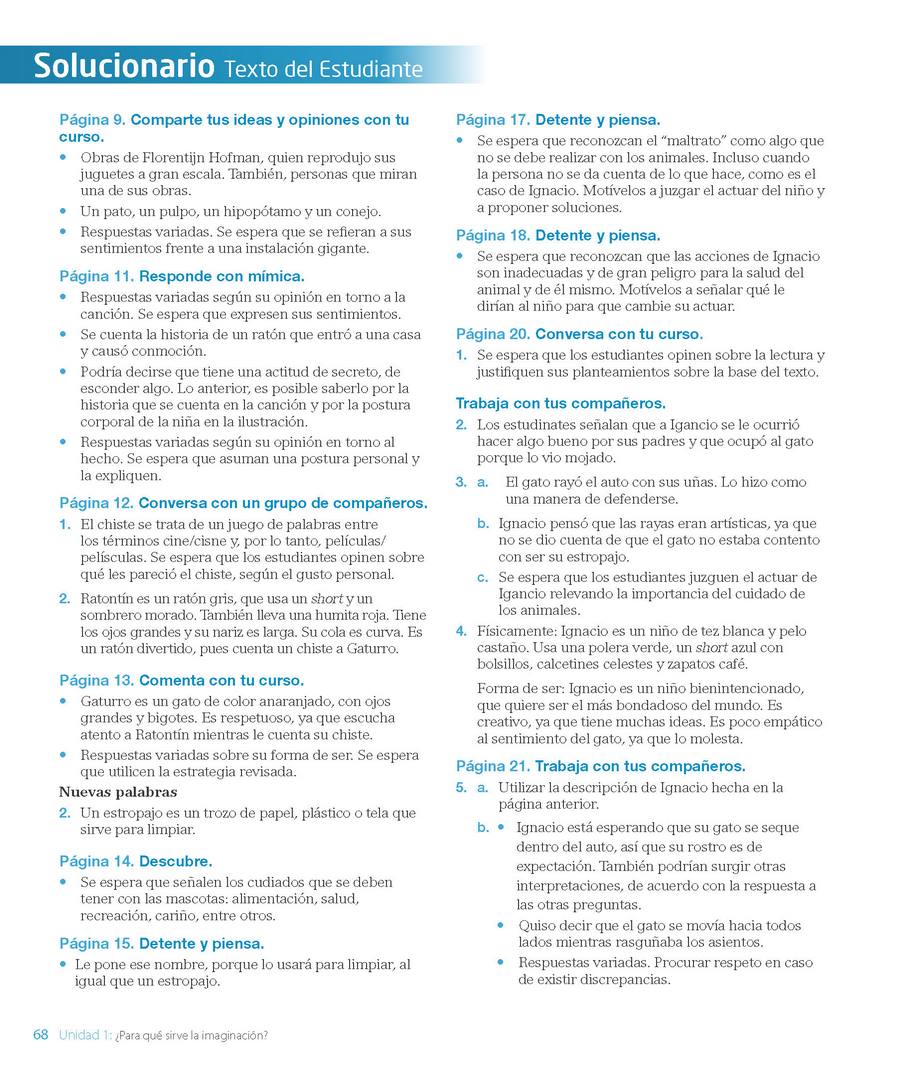 Solucionario Texto del Estudiante
Página 9. Comparte tus ideas y opiniones con tu
curso.
• Obras de Florentijn Hofman, quien reprodujo sus
juguetes a gran escala. También, personas que miran
una de sus obras.
• Un pato, un pulpo, un hipopótamo y un conejo.
• Respuestas variadas. Se espera que se refieran a sus
sentimientos frente a una instalación gigante.
Página 11. Responde con mímica.
• Respuestas variadas según su opinión en torno a la
canción. Se espera que expresen sus sentimientos.
• Se cuenta la historia de un ratón que entró a una casa
y causó conmoción.
• Podría decirse que tiene una actitud de secreto, de
esconder algo. Lo anterior, es posible saberlo por la
historia que se cuenta en la canción y por la postura
corporal de la niña en la ilustración.
• Respuestas variadas según su opinión en torno al
hecho. Se espera que asuman una postura personal y
la expliquen.
Página 12. Conversa con un grupo de compañeros.
1. El chiste se trata de un juego de palabras entre
los términos cine/cisne y, por lo tanto, películas/
pelísculas. Se espera que los estudiantes opinen sobre
qué les pareció el chiste, según el gusto personal.
2. Ratontín es un ratón gris, que usa un short y un
sombrero morado. También lleva una humita roja. Tiene
los ojos grandes y su nariz es larga. Su cola es curva. Es
un ratón divertido, pues cuenta un chiste a Gaturro.
Página 13. Comenta con tu curso.
• Gaturro es un gato de color anaranjado, con ojos
grandes y bigotes. Es respetuoso, ya que escucha
atento a Ratontín mientras le cuenta su chiste.
• Respuestas variadas sobre su forma de ser. Se espera
que utilicen la estrategia revisada.
Nuevas palabras
2. Un estropajo es un trozo de papel, plástico o tela que
sirve para limpiar.
Página 14. Descubre.
• Se espera que señalen los cudiados que se deben
tener con las mascotas: alimentación, salud,
recreación, cariño, entre otros.
Página 15. Detente y piensa.
• Le pone ese nombre, porque lo usará para limpiar, al
igual que un estropajo.
Página 17. Detente y piensa.
• Se espera que reconozcan el “maltrato” como algo que
no se debe realizar con los animales. Incluso cuando
la persona no se da cuenta de lo que hace, como es el
caso de Ignacio. Motívelos a juzgar el actuar del niño y
a proponer soluciones.
Página 18. Detente y piensa.
• Se espera que reconozcan que las acciones de Ignacio
son inadecuadas y de gran peligro para la salud del
animal y de él mismo. Motívelos a señalar qué le
dirían al niño para que cambie su actuar.
Página 20. Conversa con tu curso.
1. Se espera que los estudiantes opinen sobre la lectura y
justifiquen sus planteamientos sobre la base del texto.
Trabaja con tus compañeros.
2. Los estudinates señalan que a Igancio se le ocurrió
hacer algo bueno por sus padres y que ocupó al gato
porque lo vio mojado.
3. a. El gato rayó el auto con sus uñas. Lo hizo como
una manera de defenderse.
b. Ignacio pensó que las rayas eran artísticas, ya que
no se dio cuenta de que el gato no estaba contento
con ser su estropajo.
c. Se espera que los estudiantes juzguen el actuar de
Igancio relevando la importancia del cuidado de
los animales.
4. Físicamente: Ignacio es un niño de tez blanca y pelo
castaño. Usa una polera verde, un short azul con
bolsillos, calcetines celestes y zapatos café.
Forma de ser: Ignacio es un niño bienintencionado,
que quiere ser el más bondadoso del mundo. Es
creativo, ya que tiene muchas ideas. Es poco empático
al sentimiento del gato, ya que lo molesta.
Página 21. Trabaja con tus compañeros.
5. a. Utilizar la descripción de Ignacio hecha en la
página anterior.
b. • Ignacio está esperando que su gato se seque
dentro del auto, así que su rostro es de
expectación. También podrían surgir otras
interpretaciones, de acuerdo con la respuesta a
las otras preguntas.
• Quiso decir que el gato se movía hacia todos
lados mientras rasguñaba los asientos.
• Respuestas variadas. Procurar respeto en caso
de existir discrepancias.
68 Unidad 1: ¿Para qué sirve la imaginación?